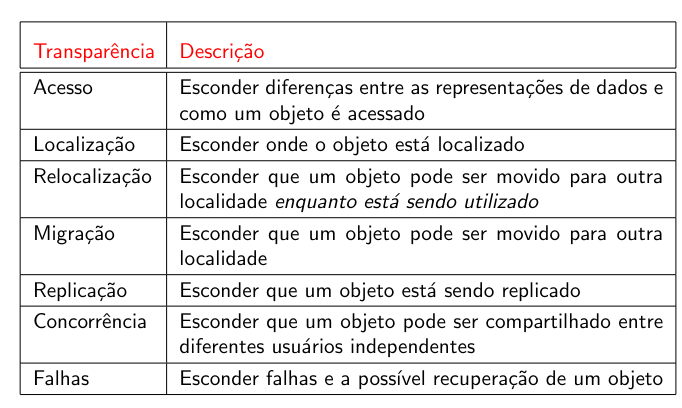 Transparência Descrição
Acesso Esconder diferenças entre as representações de dados e
como um objeto é acessado
Localização Esconder onde o objeto está localizado
Relocalização Esconder que um objeto pode ser movido para outra
localidade enquanto está sendo utilizado
Migração Esconder que um objeto pode ser movido para outra
localidade
Replicação Esconder que um objeto está sendo replicado
Concorrência Esconder que um objeto pode ser compartilhado entre
diferentes usuários independentes
Falhas Esconder falhas e a possível recuperação de um objeto